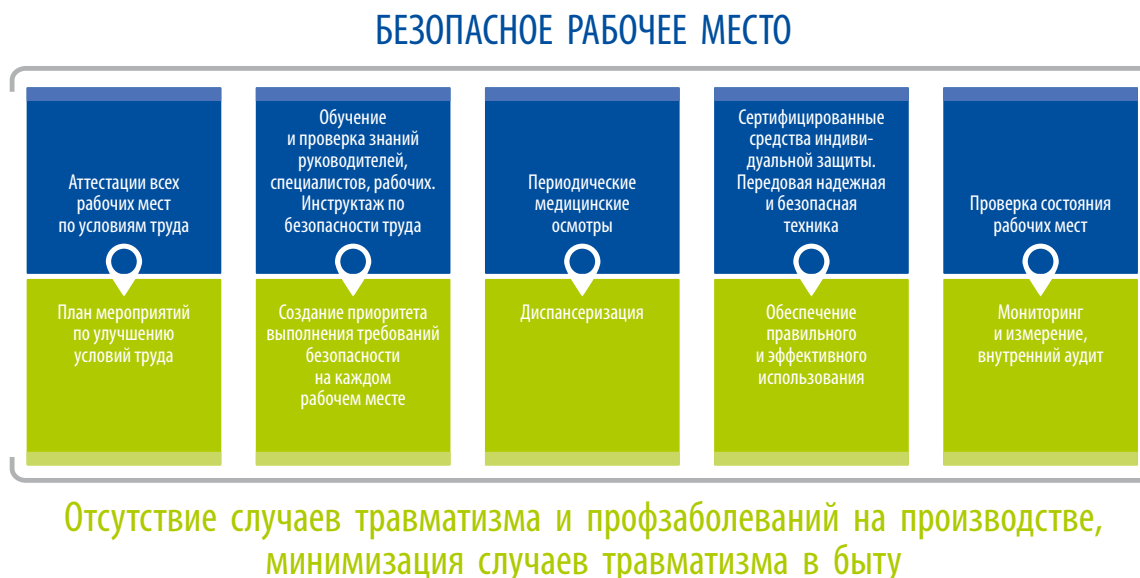 БЕЗОПАСНОЕ РАБОЧЕЕ МЕСТО
Аттестации всех
рабочих мест
по условиям труда
План мероприятий
по улучшению
условий труда
Обучение
и проверка знаний
руководителей,
специалистов, рабочих.
Инструктаж по
безопасности труда
Создание приоритета
выполнения требований
безопасности
на каждом
рабочем месте
Периодические
медицинские
осмотры
Диспансеризация
Сертифицированные
средства индиви-
дуальной защиты.
Передовая надежная
и безопасная
техника
Обеспечение
правильного
и эффективного
использования
Проверка состояния
рабочих мест
Мониторинг
и измерение,
внутренний аудит
Отсутствие случаев травматизма и профзаболеваний на производстве,
минимизация случаев травматизма в быту